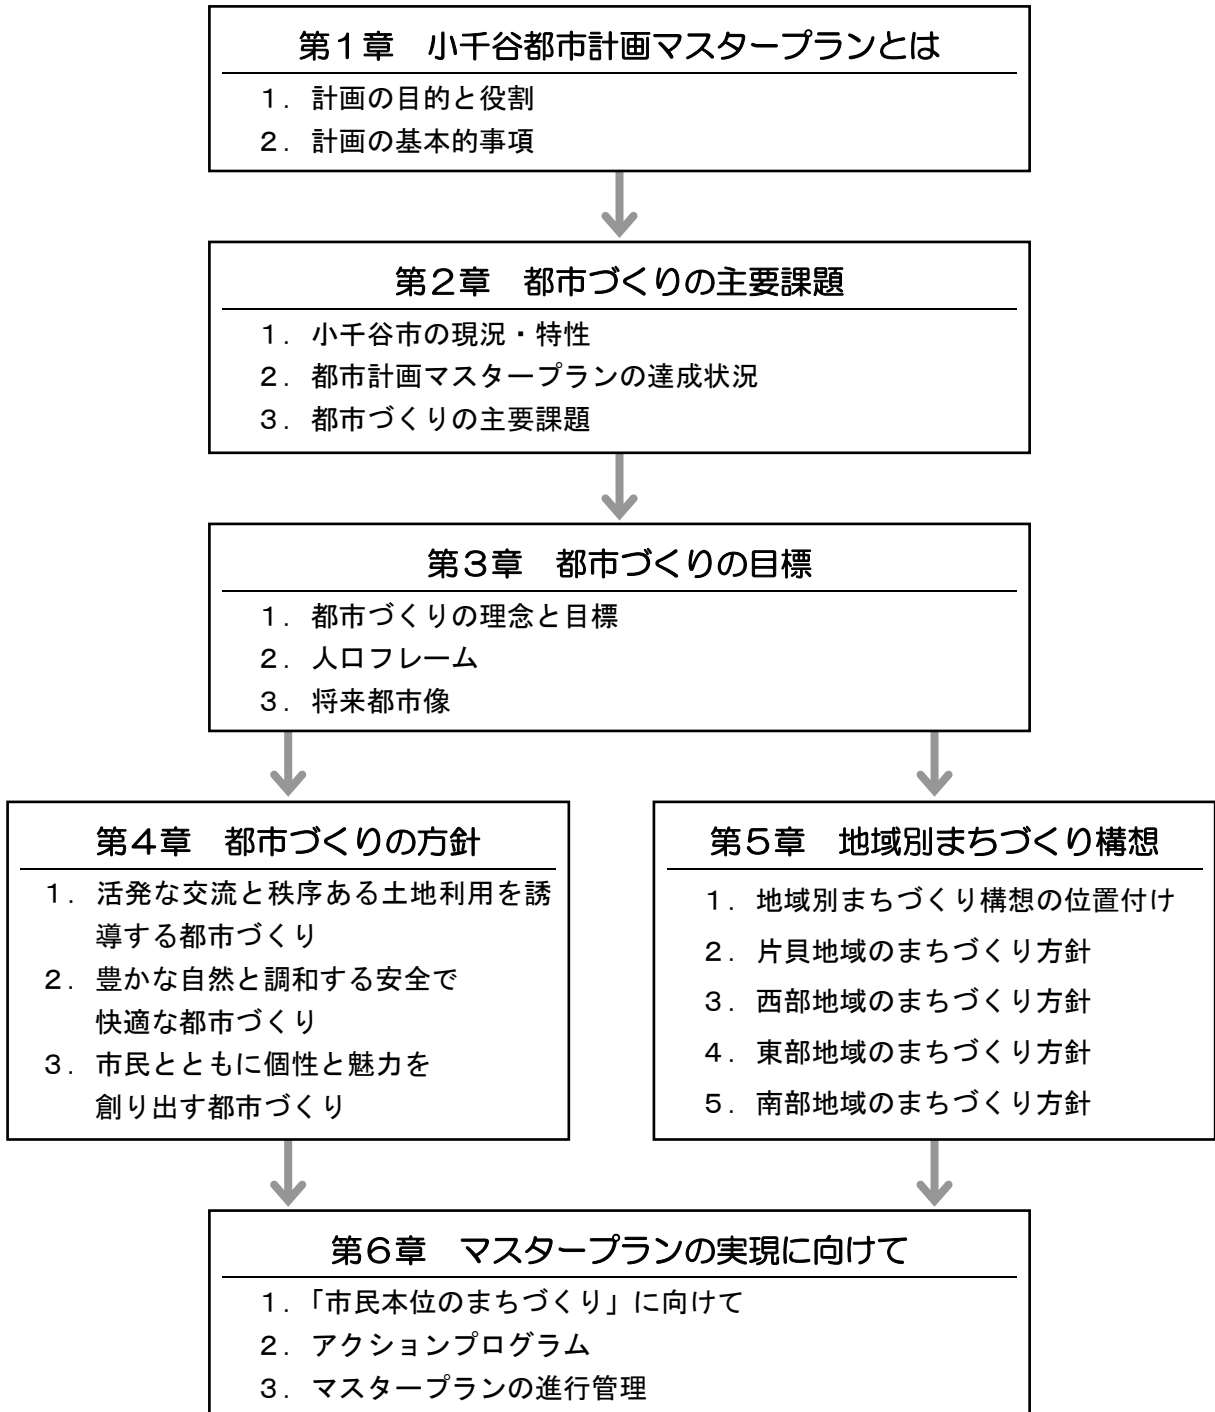 第1章　小千谷都市計画マスタープランとは
１．計画の目的と役割
２．計画の基本的事項
第2章　都市づくりの主要課題
１．小千谷市の現況・特性
２．都市計画マスタープランの達成状況
３．都市づくりの主要課題
第3章　都市づくりの目標
１．都市づくりの理念と目標
２．人口フレーム
３．将来都市像
第4章　都市づくりの方針
１．活発な交流と秩序ある土地利用を誘
導する都市づくり
２．豊かな自然と調和する安全で
快適な都市づくり
３．市民とともに個性と魅力を
創り出す都市づくり
第5章　地域別まちづくり構想
１．地域別まちづくり構想の位置付け
２．片貝地域のまちづくり方針
３．西部地域のまちづくり方針
４．東部地域のまちづくり方針
５．南部地域のまちづくり方針
第6章　マスタープランの実現に向けて
１．「市民本位のまちづくり」に向けて
２．アクションプログラム
３．マスタープランの進行管理